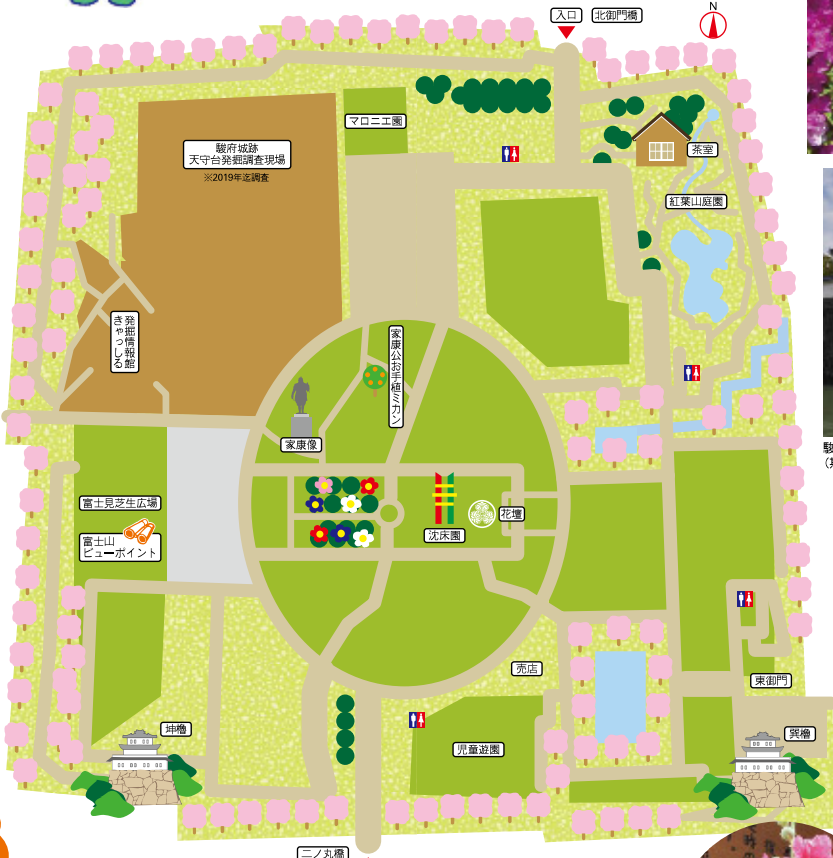 入口
北御門橋
N
マロニエ園
駿府城跡
天守台発掘調査現場
※2019年迄調査
茶室
紅葉山庭園
発掘情報館
きゃっしる
家康公お手植ミカン
家康像
富士見芝生広場
富士山
ビューポイント
沈床園
花壇
売店
東御門
坤櫓
児童遊園
巽櫓
二ノ丸橋